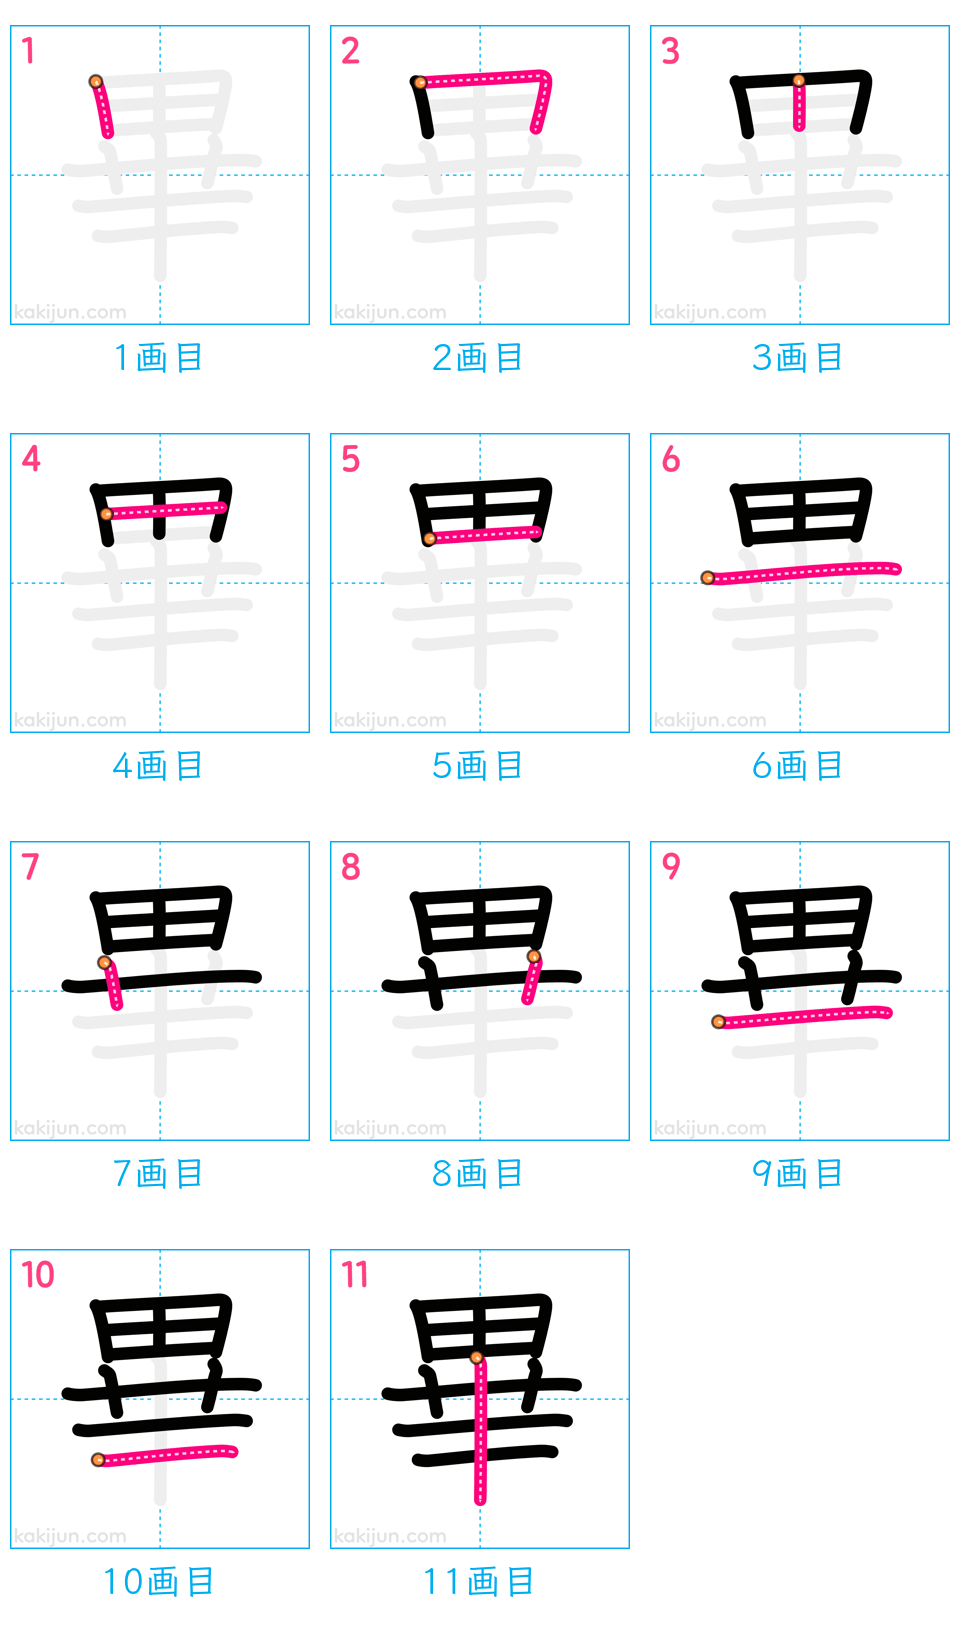 1 2 3
kakijun.com kakijun.com kakijun.com
1画目 2画目 3画目
4 5 6
kakijun.com kakijun.com kakijun.com
4画目 5画目 6画目
7 8 9
kakijun.com kakijun.com kakijun.com
7画目 8画目 9画目
10 11
畢 畢
kakijun.com kakijun.com
10画目 11画目